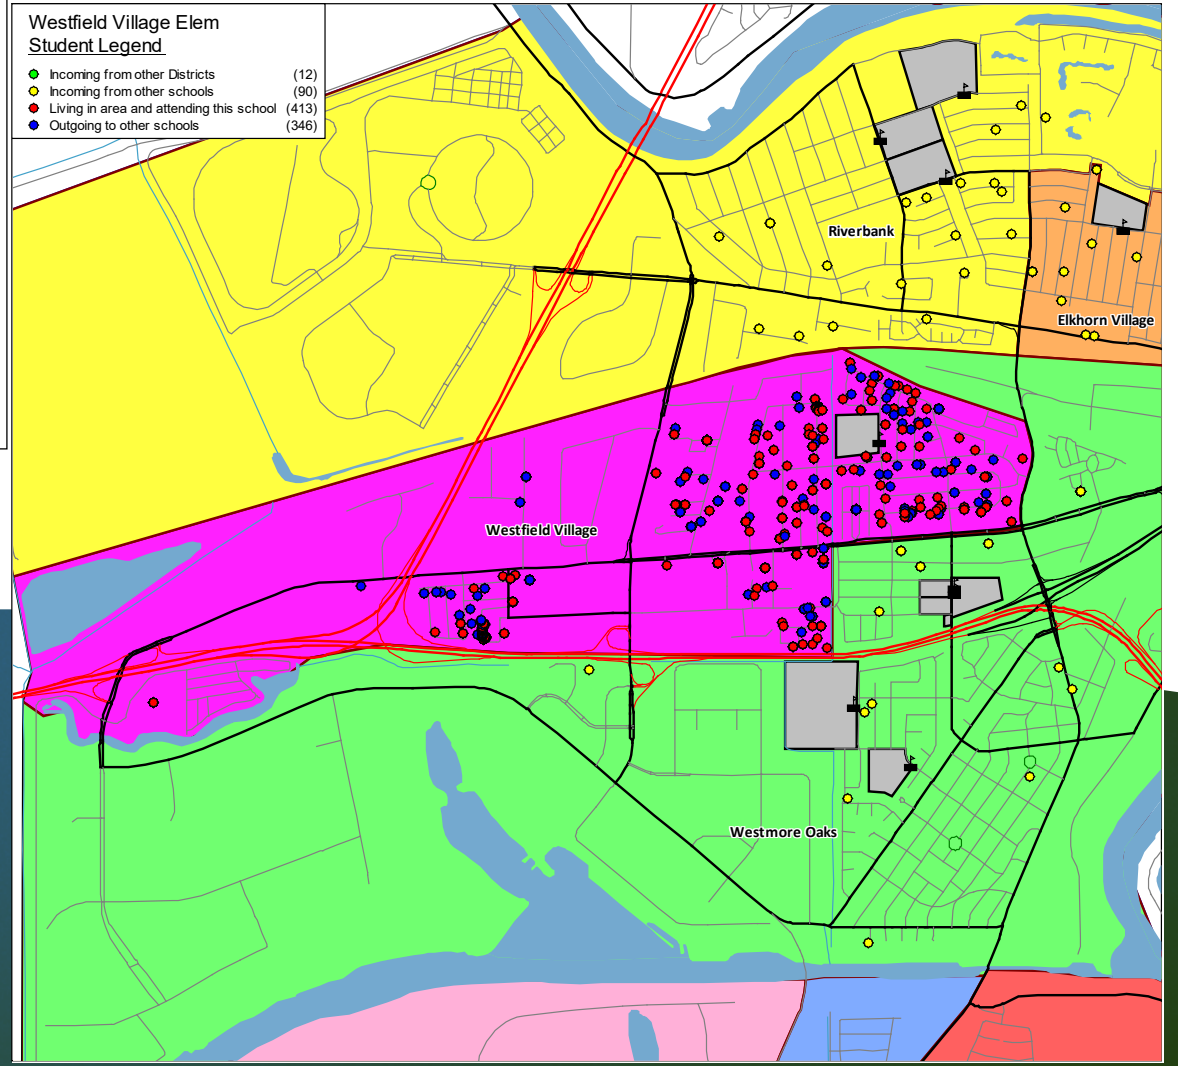 Westfield Village Elem
Student Legend
Incoming from other Districts (12)
Incoming from other schools (90)
Living in area and attending this school (413)
Outgoing to other schools (346)
Riverbank
Elkhorn Village
Westfield Village
Westmore Oaks